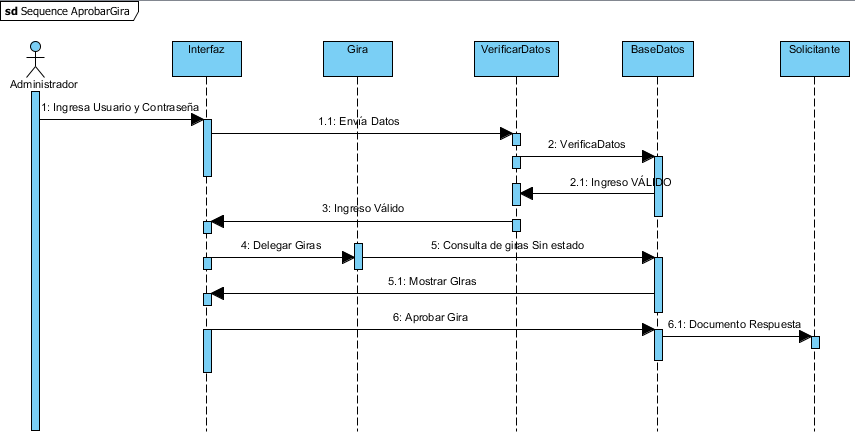 sd Sequence AprobarGira
Interfaz
Gira
VerificarDatos
BaseDatos
Solicitante
Administrador
1: Ingresa Usuario y Contraseña
1.1: Envía Datos
2: VerificaDatos
2.1: Ingreso VÁLIDO
3: Ingreso Válido
4: Delegar Giras
5: Consulta de giras Sin estado
5.1: Mostrar GIras
6: Aprobar Gira
6.1: Documento Respuesta